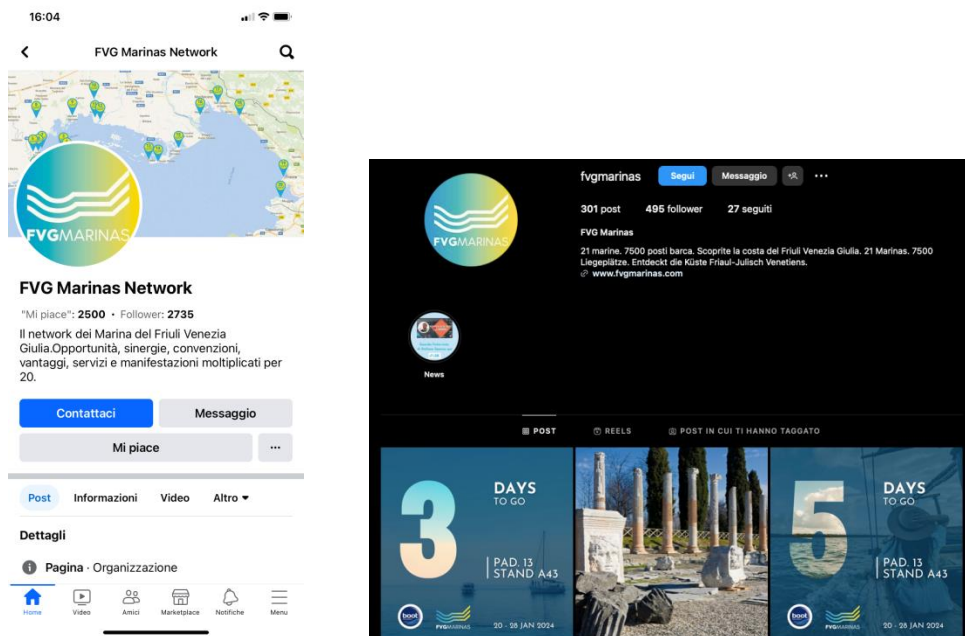 16:04
FVG Marinas Network
FVGMARINAS
FVG Marinas Network
"Mi piace": 2500 • Follower: 2735
Il network dei Marina del Friuli Venezia
Giulia.Opportunità, sinergie, convenzioni,
vantaggi, servizi e manifestazioni moltiplicati per
20.
Contattaci
Messaggio
Mi piace
Post Informazioni Video Altro
Dettagli
Pagina · Organizzazione
Home Video Amici Marketplace Notifiche Menu
fvgmarinas Segui Messaggio
301 post 495 follower 27 seguiti
FVG Marinas
21 marine. 7500 posti barca. Scoprite la costa del Friuli Venezia Giulia. 21 Marinas. 7500
Liegeplätze. Entdeckt die Küste Friaul-Julisch Venetiens.
www.fvgmarinas.com
FVGMARINAS
News
POST REELS POST IN CUI TI HANNO TAGGATO
3 DAYS
TO GO
PAD. 13
STAND A43
boot FVGMARINAS 20 - 28 JAN 2024
5 DAYS
TO GO
PAD. 13
STAND A43
boot FVGMARINAS 20 - 28 JAN 2024